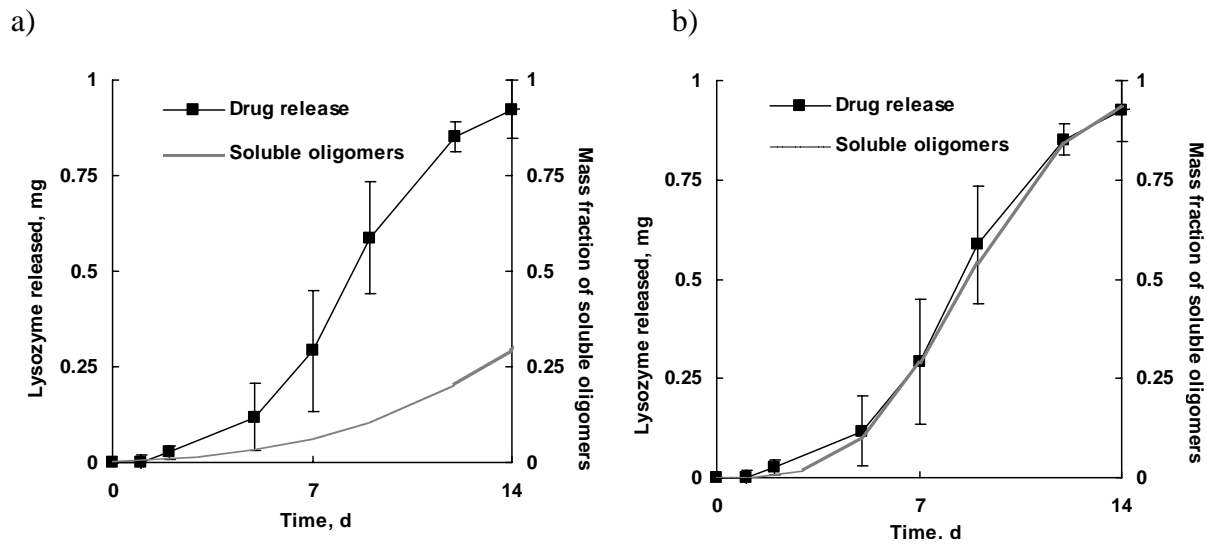 a)
1
0.75
0.5
0.25
0
Lysozyme released, mg
Drug release
Soluble oligomers
1
0.75
0.5
0.25
0
Mass fraction of soluble oligomers
0 7 14
Time, d
b)
1
0.75
0.5
0.25
0
Lysozyme released, mg
Drug release
Soluble oligomers
1
0.75
0.5
0.25
0
Mass fraction of soluble oligomers
0 7 14
Time, d